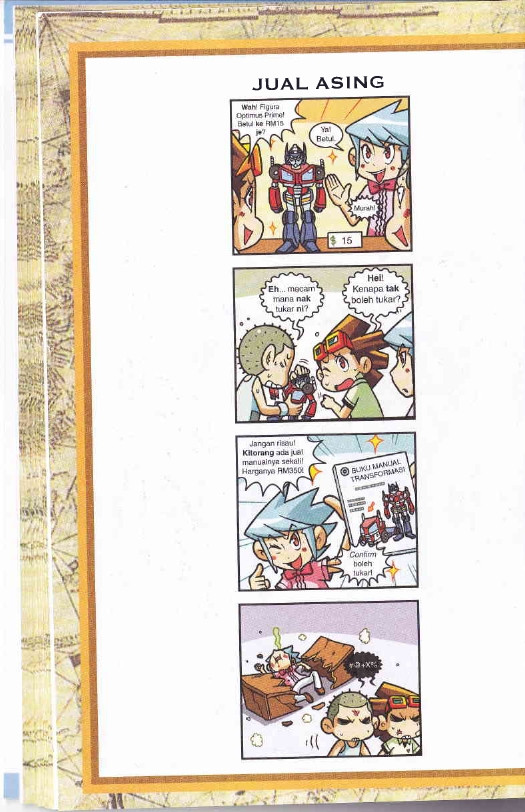 JUAL ASING
Wah! Figura
Optimus Prime!
Betul ke RM15
je?
Ya!
Betul..
Murah!
$ 15
Eh... macam
mana nak
tukar ni?
Hei!
Kenapa tak
boleh tukar?
Jangan risau!
Kitorang ada jual
manualnya sekali!
Harganya RM350!
BUKU MANUAL
TRANSFORMASI
Confirm
boleh
tukar!